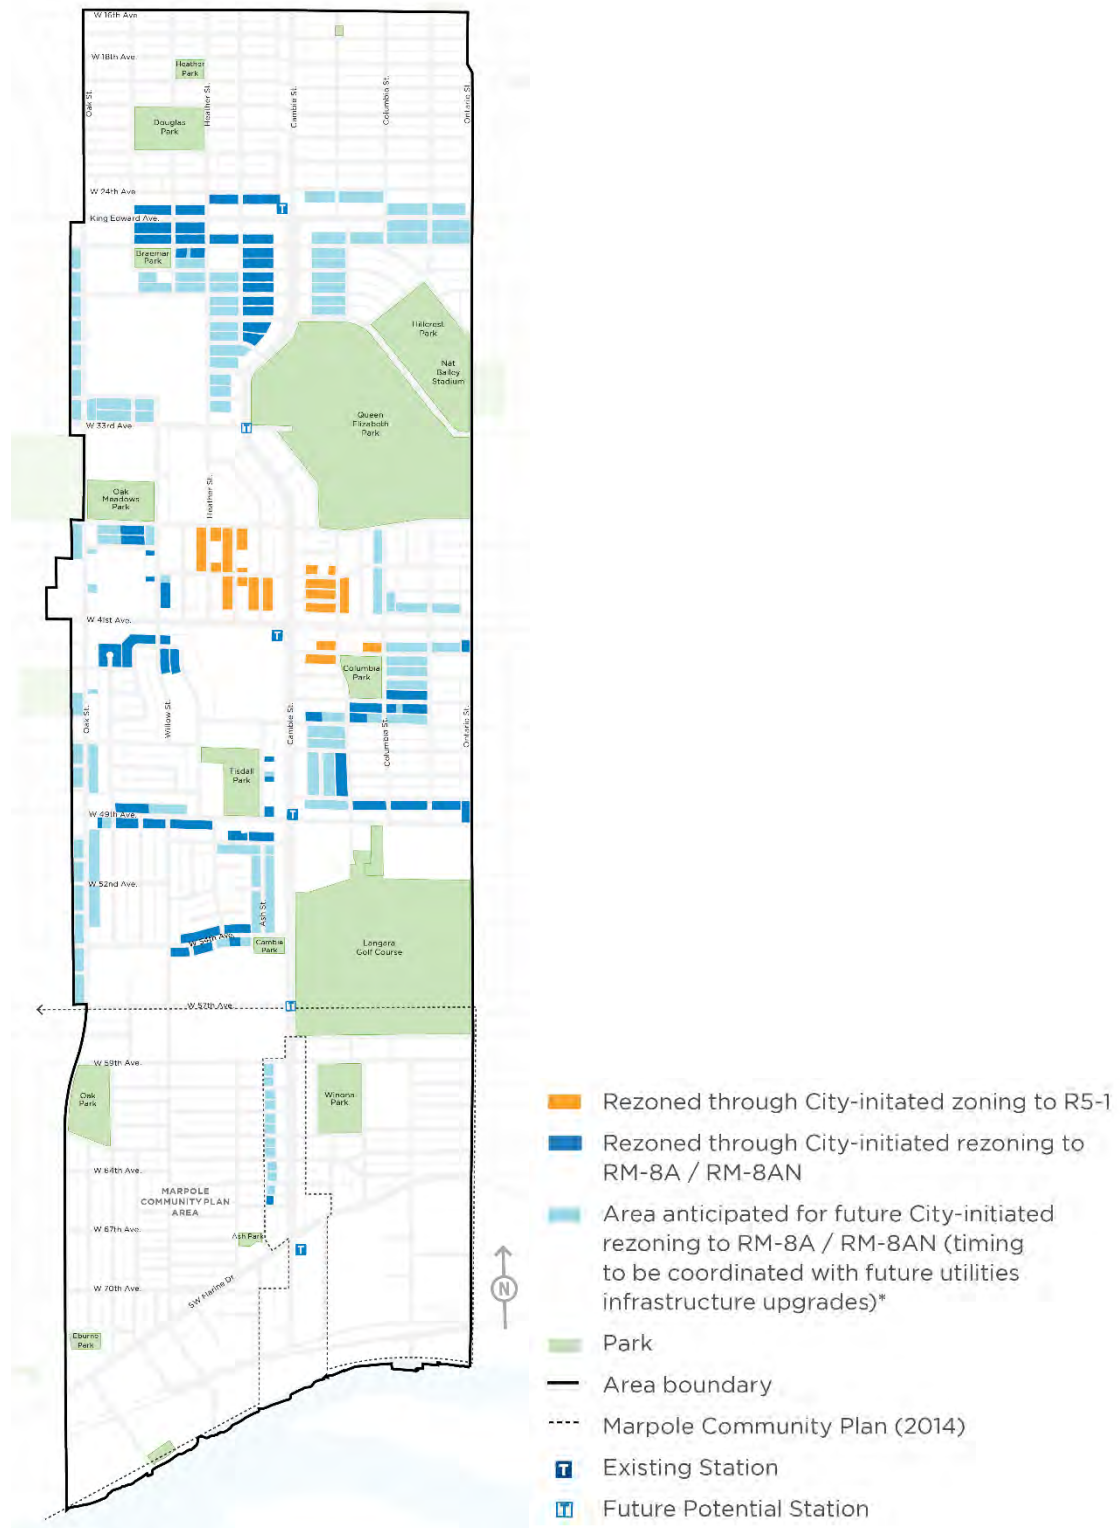 W 16th Ave.
W 18th Ave.
Heather
Park
Oak St.
Heather St.
Cambie St.
Columbia St.
Ontario St.
Douglas
Park
W 24th Ave
King Edward Ave.
Braemar
Park
Hillcrest
Park
Nat
Bailey
Stadium
Queen
Elizabeth
Park
W 33rd Ave.
Oak
Meadows
Park
Heather St.
W 41st Ave.
Columbia
Park
Oak St.
Willow St.
Cambie St.
Columbia St.
Ontario St.
Tisdall
Park
W 49th Ave.
W 52nd Ave.
Ash St.
W 54th Ave.
Cambie
Park
Langara
Golf Course
W 57th Ave
W 59th Ave.
Oak
Park
Winona
Park
W 64th Ave.
MARPOLE
COMMUNITY PLAN
AREA
W 67th Ave.
Ash Park
W 70th Ave.
SW Marine Dr
Eburne
Park
N
Rezoned through City-initated zoning to R5-1
Rezoned through City-initiated rezoning to
RM-8A / RM-8AN
Area anticipated for future City-initiated
rezoning to RM-8A / RM-8AN (timing
to be coordinated with future utilities
infrastructure upgrades)*
Park
Area boundary
Marpole Community Plan (2014)
T Existing Station
T Future Potential Station